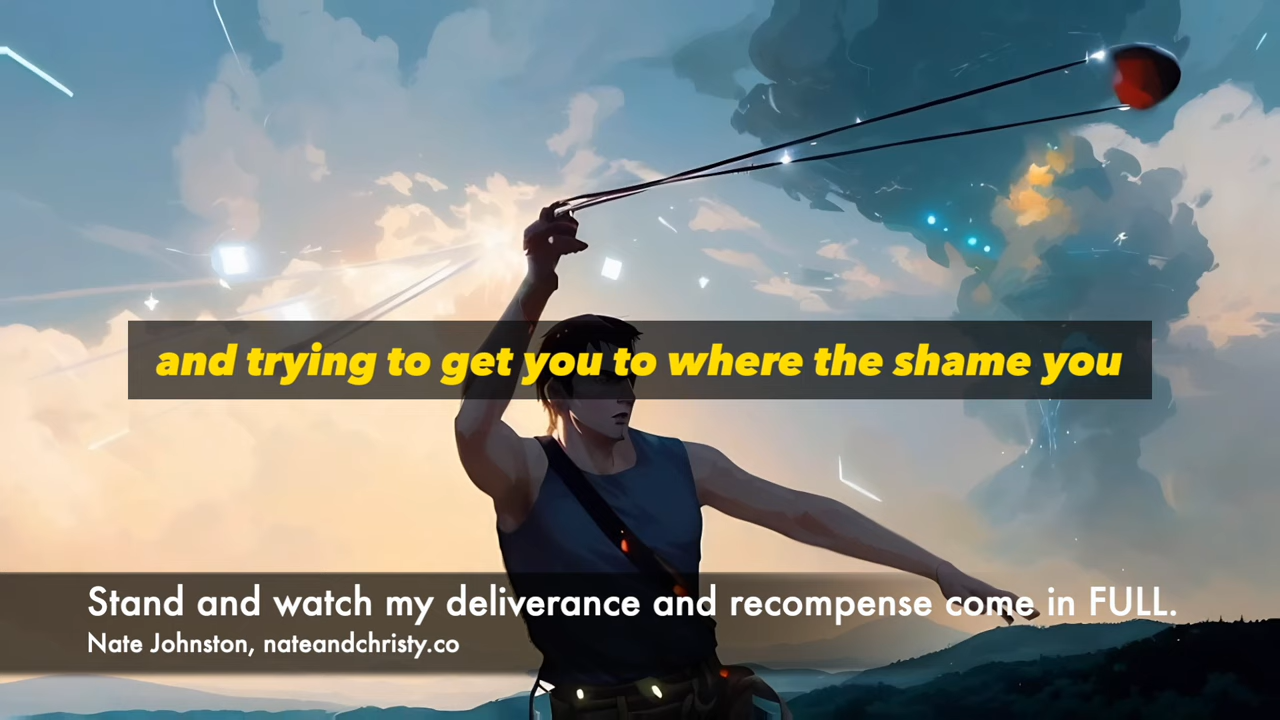 and trying to get you to where the shame you
Stand and watch my deliverance and recompense come in FULL.
Nate Johnston, nateandchristy.co